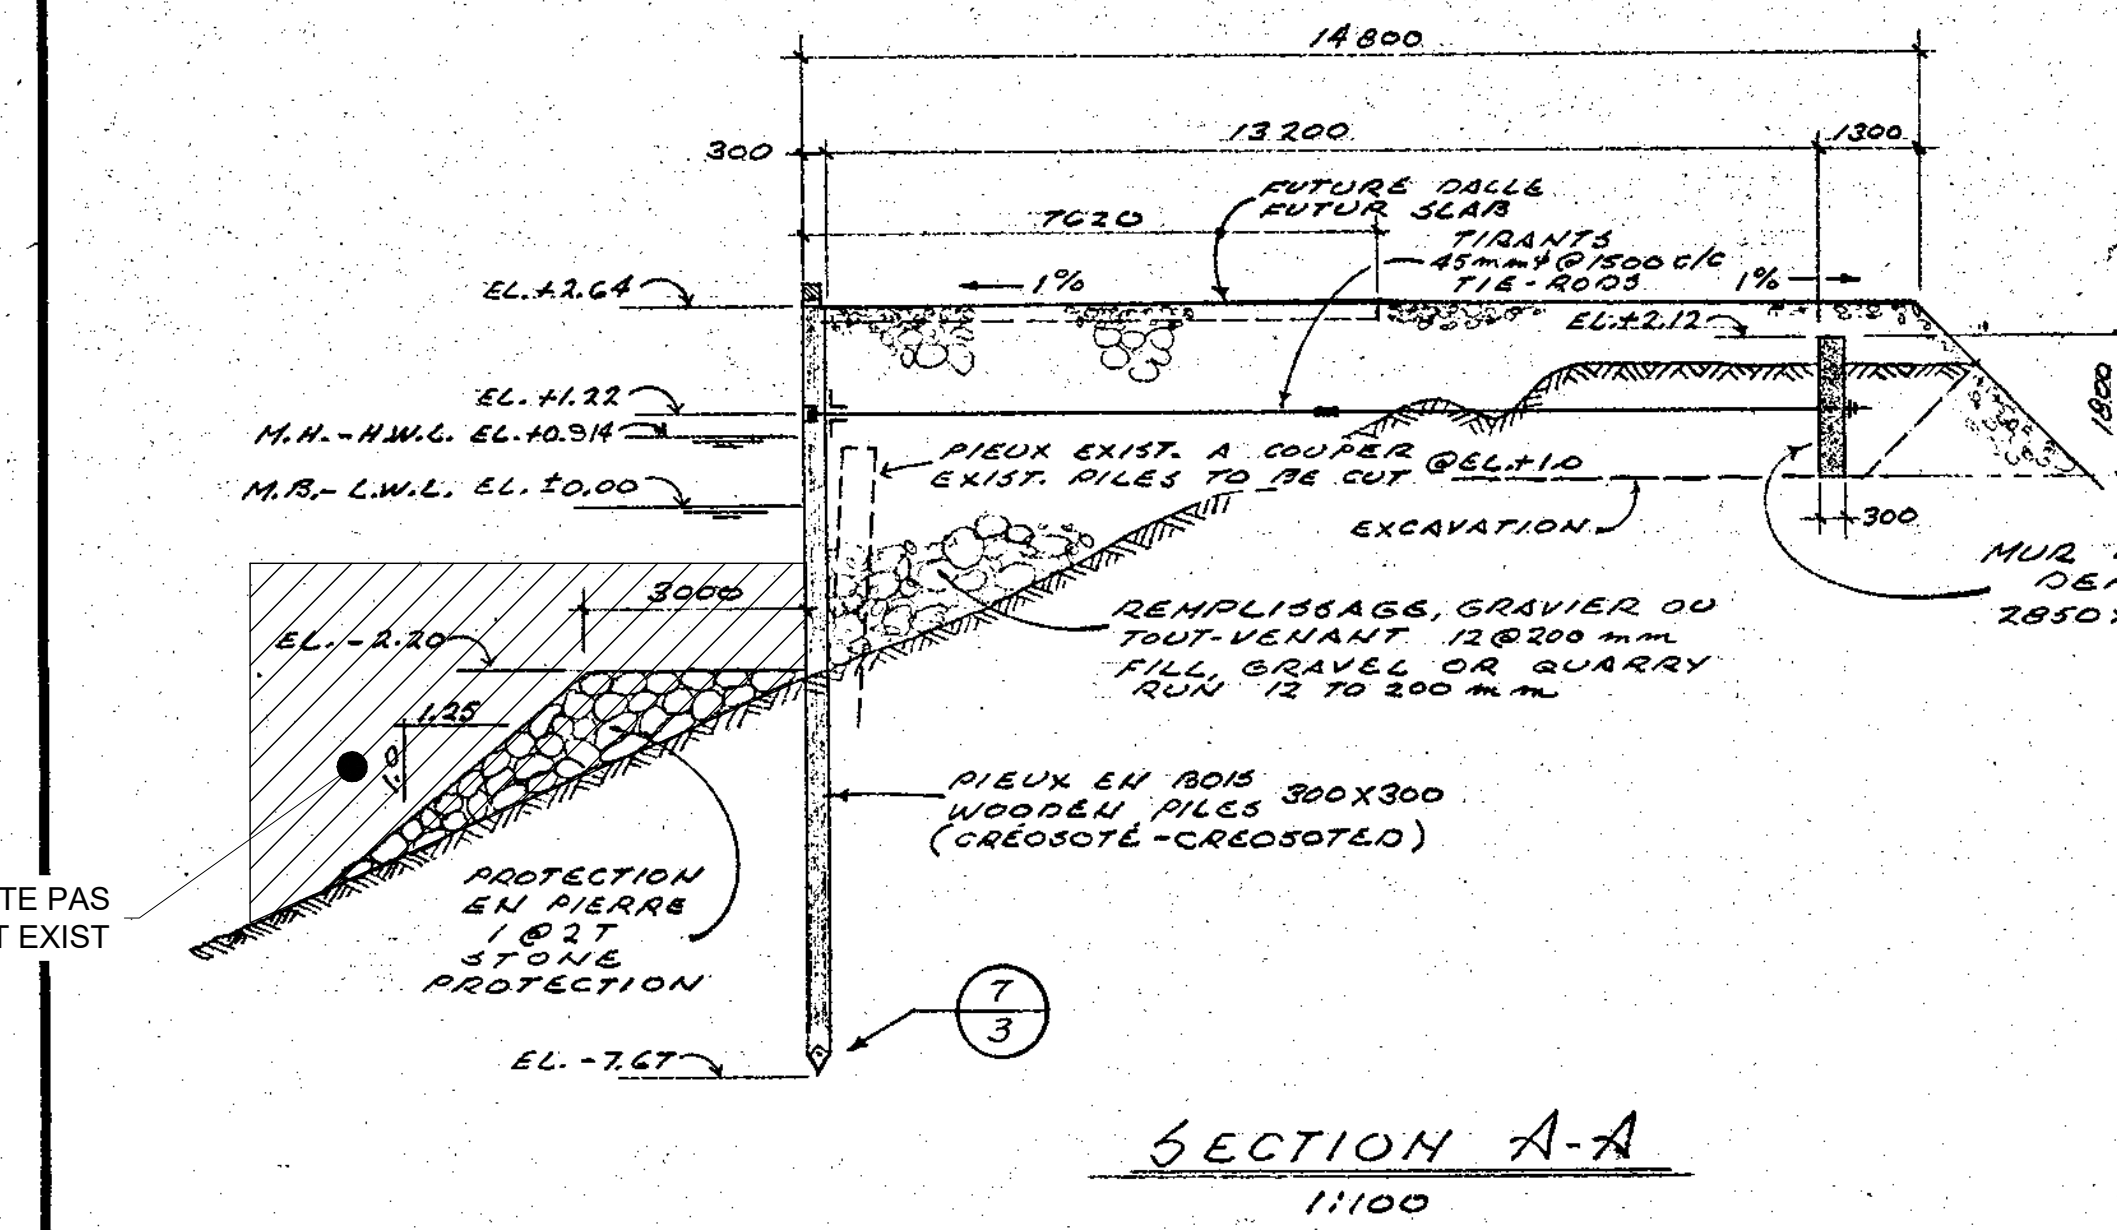 14800
300
13200
1300
7620
FUTURE DALLE
FUTUR SLAB
TIRANTS
45mmφ @ 1500 C/C
TIE-RODS
1%
1%
EL. +2.64
EL. +2.12
1800
EL. +1.22
M.H. - H.W.L. EL. +0.914
M.B. - L.W.L. EL. ±0.00
PIEUX EXIST. A COUPER
EXIST. PILES TO BE CUT @ EL. +1.0
EXCAVATION
300
MUR
2850
3000
EL. -2.20
1.25
1.0
REMPLISSAGE, GRAVIER OU
TOUT-VENANT 12 @ 200 mm
FILL, GRAVEL OR QUARRY
RUN 12 TO 200 mm
PIEUX EN BOIS
WOODEN PILES 300 X 300
(CRÉOSOTÉ - CREOSOTED)
TE PAS
T EXIST
PROTECTION
EN PIERRE
1 @ 2 T
STONE
PROTECTION
7
3
EL. -7.67
SECTION A-A
1:100